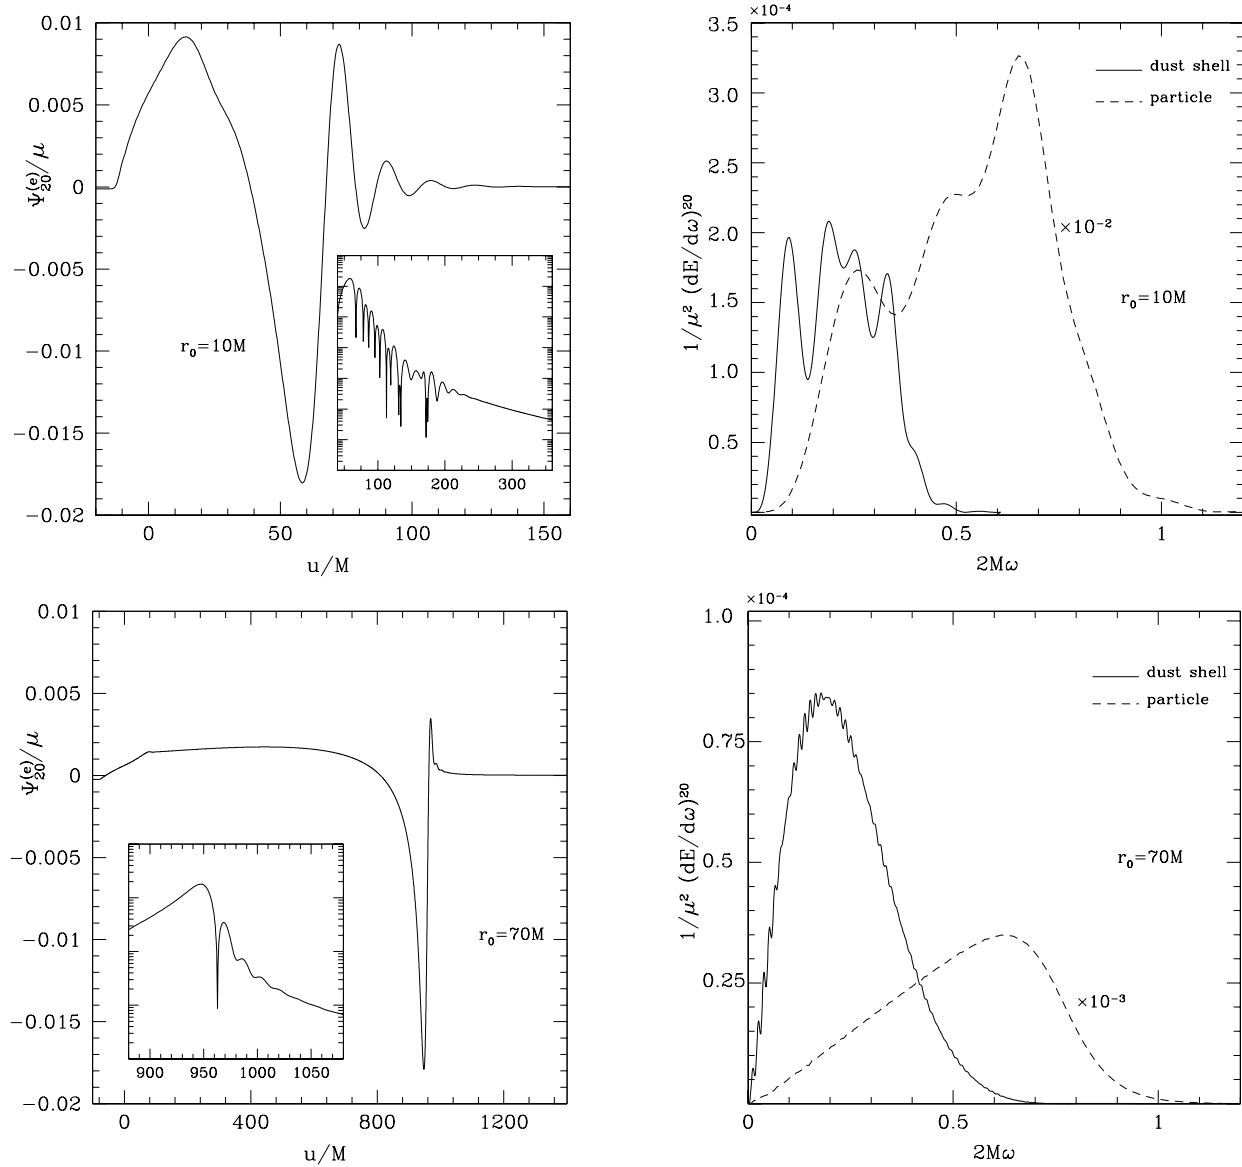 0.01
0.005
0
−0.005
−0.01
−0.015
−0.02
Ψ₂₀⁽ᵉ⁾/μ
r₀=10M
100 200 300
0 50 100 150
u/M
×10⁻⁴
3.5
3.0
2.5
2.0
1.5
1.0
0.5
1/μ² (dE/dω)²⁰
dust shell
particle
×10⁻²
r₀=10M
0 0.5 1
2Mω
0.01
0.005
0
−0.005
−0.01
−0.015
−0.02
Ψ₂₀⁽ᵉ⁾/μ
r₀=70M
900 950 1000 1050
0 400 800 1200
u/M
×10⁻⁴
1.0
0.75
0.5
0.25
1/μ² (dE/dω)²⁰
dust shell
particle
r₀=70M
×10⁻³
0 0.5 1
2Mω